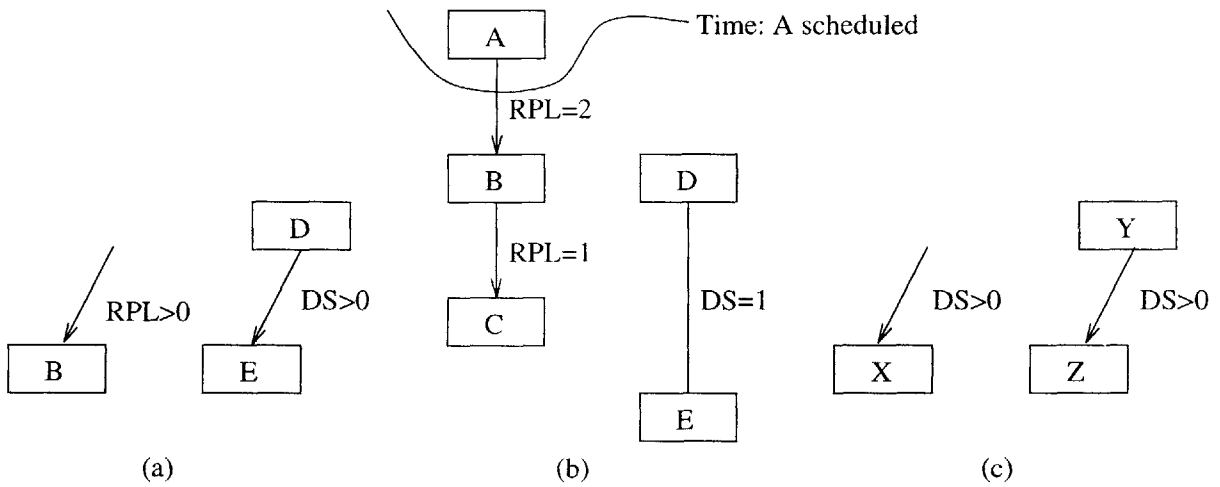 A
Time: A scheduled
RPL=2
B
D
RPL=1
C
DS=1
E
(b)
D
RPL>0
DS>0
B
E
(a)
Y
DS>0
DS>0
X
Z
(c)